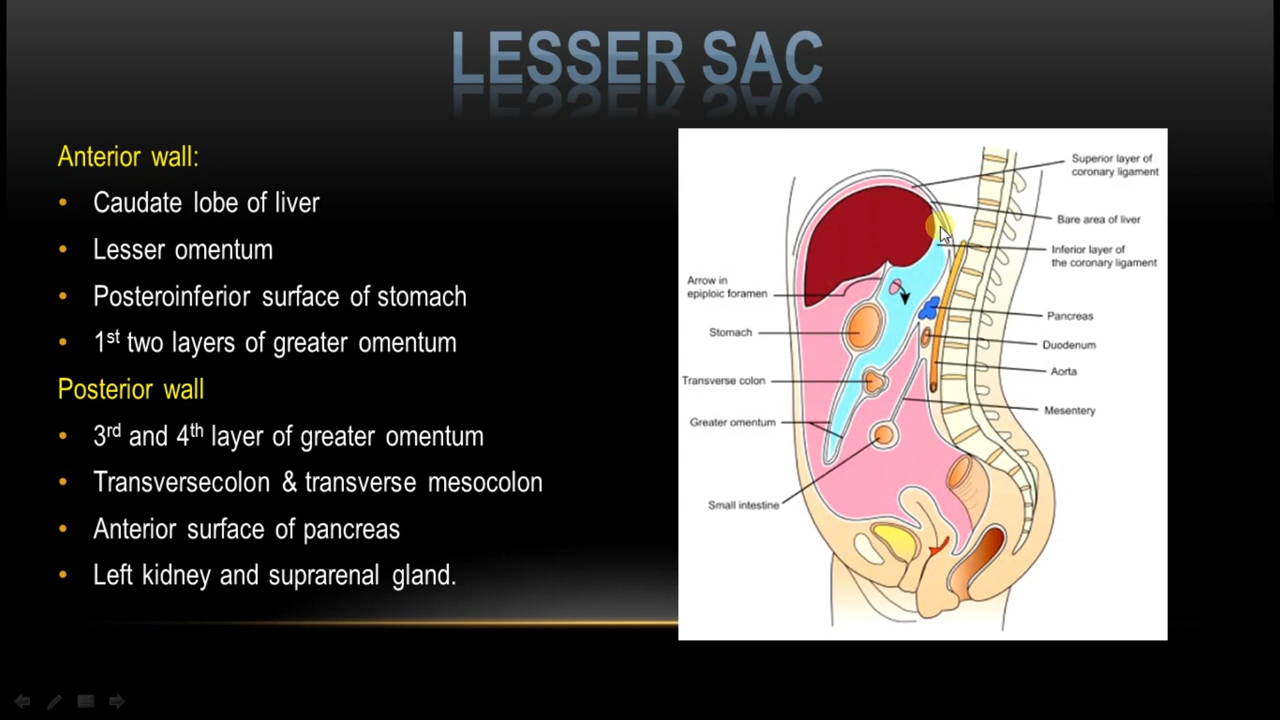 LESSER SAC
Anterior wall:
• Caudate lobe of liver
• Lesser omentum
• Posteroinferior surface of stomach
• 1st two layers of greater omentum
Posterior wall
• 3rd and 4th layer of greater omentum
• Transversecolon & transverse mesocolon
• Anterior surface of pancreas
• Left kidney and suprarenal gland.
Superior layer of
coronary ligament
Bare area of liver
Inferior layer of
the coronary ligament
Arrow in
epiploic foramen
Pancreas
Stomach
Duodenum
Aorta
Transverse colon
Mesentery
Greater omentum
Small intestine